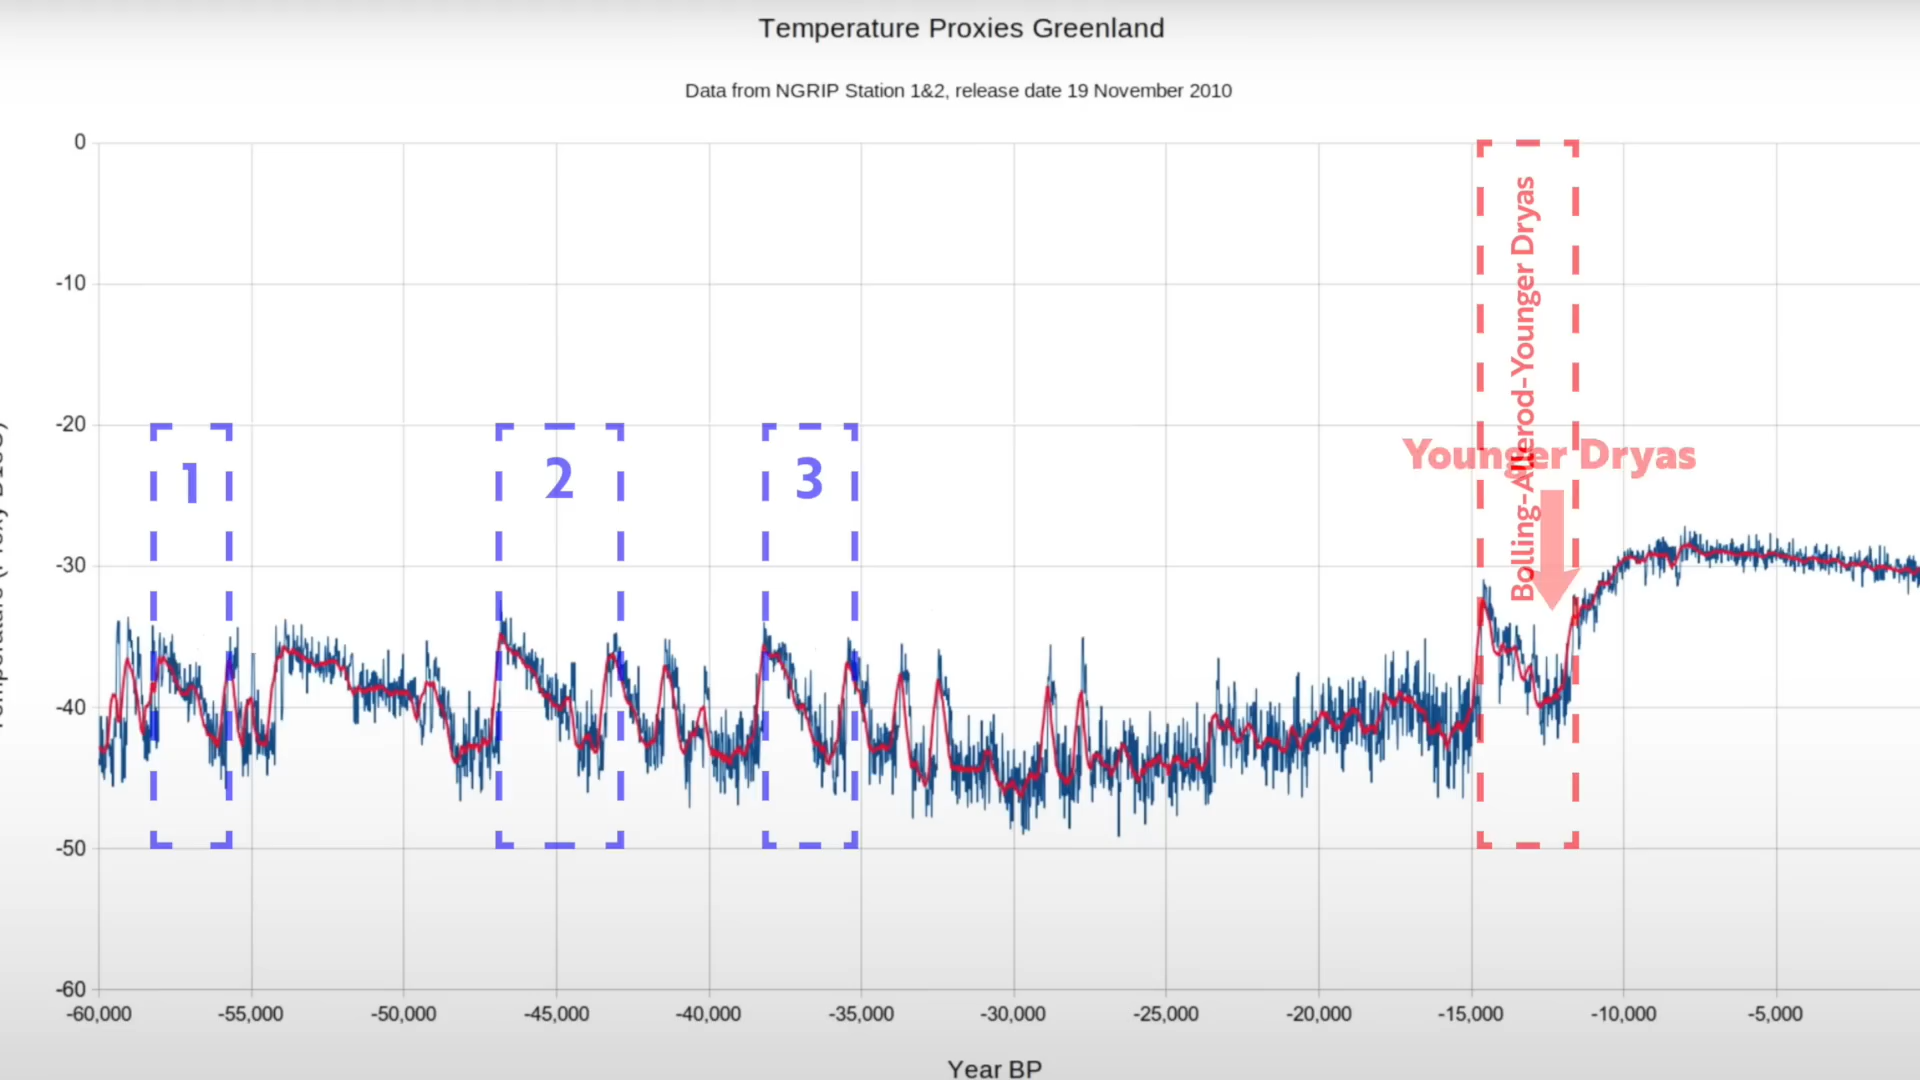 Temperature Proxies Greenland
Data from NGRIP Station 1&2, release date 19 November 2010
0
-10
-20
-30
-40
-50
-60
1
2
3
Bolling-Allerod-Younger Dryas
Younger Dryas
-60,000 -55,000 -50,000 -45,000 -40,000 -35,000 -30,000 -25,000 -20,000 -15,000 -10,000 -5,000
Year BP